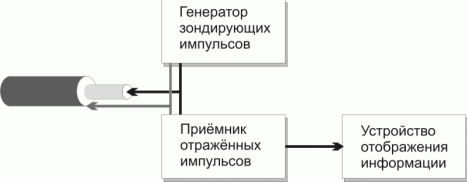 Генератор
зондирующих
импульсов
Приёмник
отражённых
импульсов
Устройство
отображения
информации